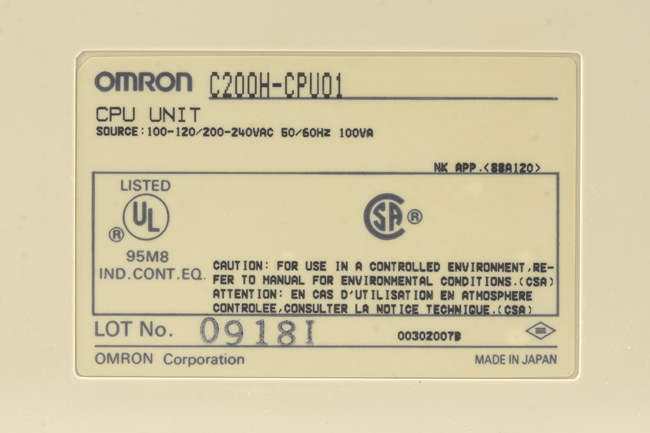 OMRON C200H-CPU01
CPU UNIT
SOURCE:100-120/200-240VAC 50/60Hz 100VA
NK APP.<88A120>
LISTED
UL
®
95M8
IND.CONT.EQ.
SA ®
CAUTION: FOR USE IN A CONTROLLED ENVIRONMENT,RE-
FER TO MANUAL FOR ENVIRONMENTAL CONDITIONS.(CSA)
ATTENTION: EN CAS D'UTILISATION EN ATMOSPHERE
CONTROLEE,CONSULTER LA NOTICE TECHNIQUE.(CSA)
LOT No. 0918I
00302007B
OMRON Corporation
MADE IN JAPAN